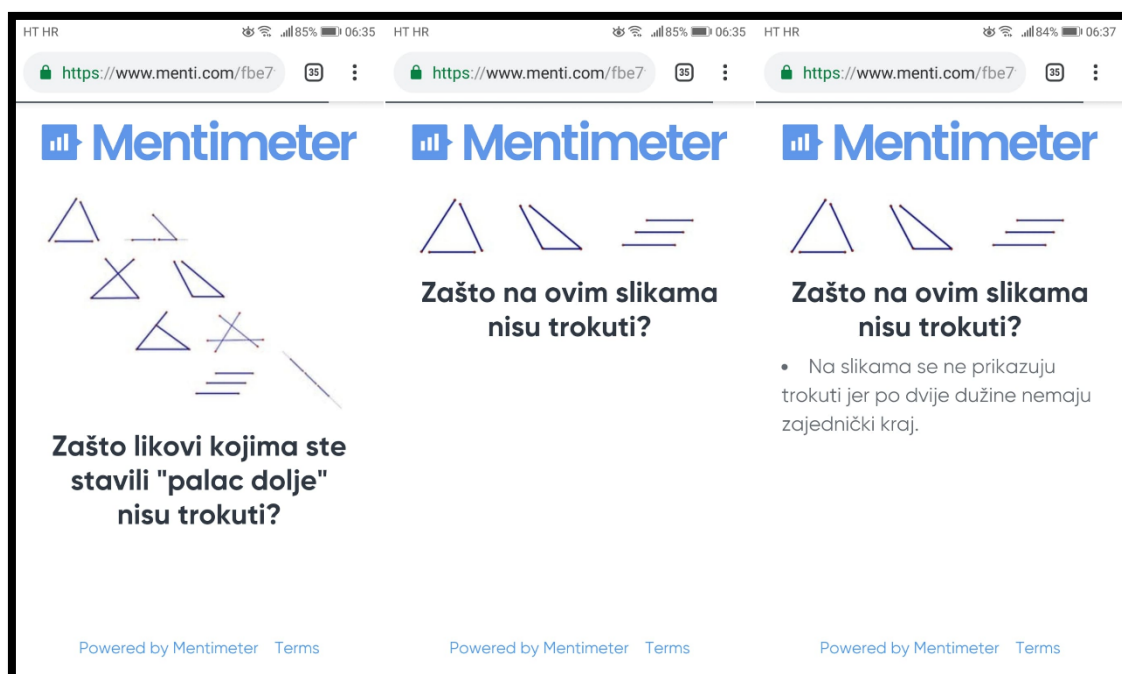 HT HR 85% 06:35
https://www.menti.com/fbe7 35
Mentimeter
Zašto likovi kojima ste
stavili "palac dolje"
nisu trokuti?
Powered by Mentimeter Terms
HT HR 85% 06:35
https://www.menti.com/fbe7 35
Mentimeter
Zašto na ovim slikama
nisu trokuti?
Powered by Mentimeter Terms
HT HR 84% 06:37
https://www.menti.com/fbe7 35
Mentimeter
Zašto na ovim slikama
nisu trokuti?
• Na slikama se ne prikazuju
trokuti jer po dvije dužine nemaju
zajednički kraj.
Powered by Mentimeter Terms